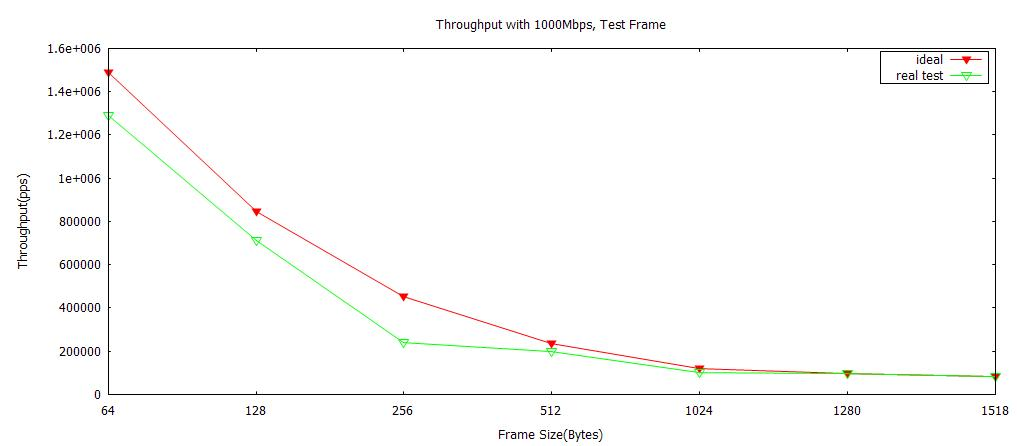 Throughput with 1000Mbps, Test Frame
1.6e+006
1.4e+006
1.2e+006
1e+006
800000
600000
400000
200000
0
Throughput(pps)
ideal
real test
64 128 256 512 1024 1280 1518
Frame Size(Bytes)